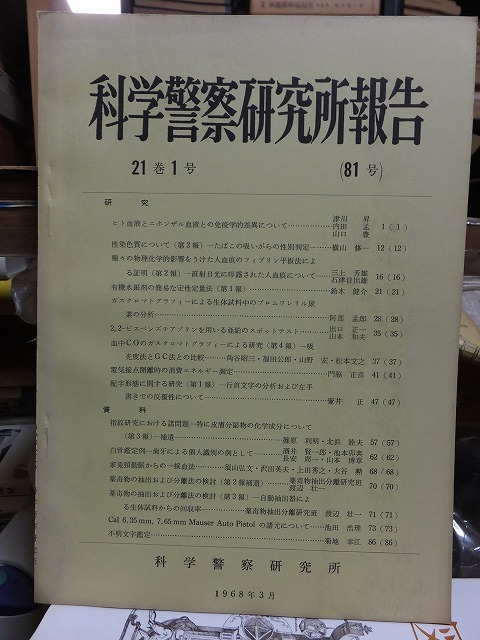 科学警察研究所報告
21巻1号 (81号)
研究
津川 昇
ヒト血液とニホンザル血液との免疫学的差異について………………内田 孟 1 (1)
山口 豊
性染色質について(第2報)―たばこの吸いがらの性別判定―………横山 修一 12 (12)
種々の物理化学的影響をうけた人血痕のフィブリン平板法によ
る証明(第2報)―直射日光に曝露された人血痕について………三上 芳雄 16 (16)
石津日出雄
有機水銀剤の簡易な定性定量法(第1報)………鈴木 健介 21 (21)
ガスクロマトグラフィーによる生体試料中のブロムワレリル尿
素の分析………阿部 孟郎 28 (28)
2,2-ビスベンズチアゾリンを用いる亜鉛のスポットテスト………出口 正一 35 (35)
山本 和夫
血中COのガスクロマトグラフィーによる研究(第4報)―吸
光度法とGC法との比較………角谷昭三・福田公郎・山野 宏・松本文之 37 (37)
電気接点開離時の消費エネルギー測定………門脇 正彦 41 (41)
配字形態に関する研究(第1報)―行首文字の分析および左手
書きでの反覆性について………家井 正 47 (47)
資料
指紋研究における諸問題―特に皮膚分泌物の化学成分について
(第3報)―補遺………篠原 利明・北浜 睦夫 57 (57)
白骨鑑定例―歯牙による個人識別の例として―………酒井 賢一郎・池本卯典 62 (62)
長安 周一・山本 博章
家兎頸動脈からの一採血法………須山弘文・沢田英夫・上田秀之・大谷 勲 68 (68)
薬毒物の抽出および分離法の検討(第2報補遺)………薬毒物抽出分離研究班 70 (70)
渡辺 壮一
薬毒物の抽出および分離法の検討(第3報)―自動抽出器によ
る生体試料からの回収率………薬毒物抽出分離研究班 渡辺 壮一 71 (71)
Cal 6.35mm, 7.65mm Mauser Auto Pistol の諸元について………池田 浩理 73 (73)
不明文字鑑定………菊地 幸江 86 (86)
科学警察研究所
1968年3月